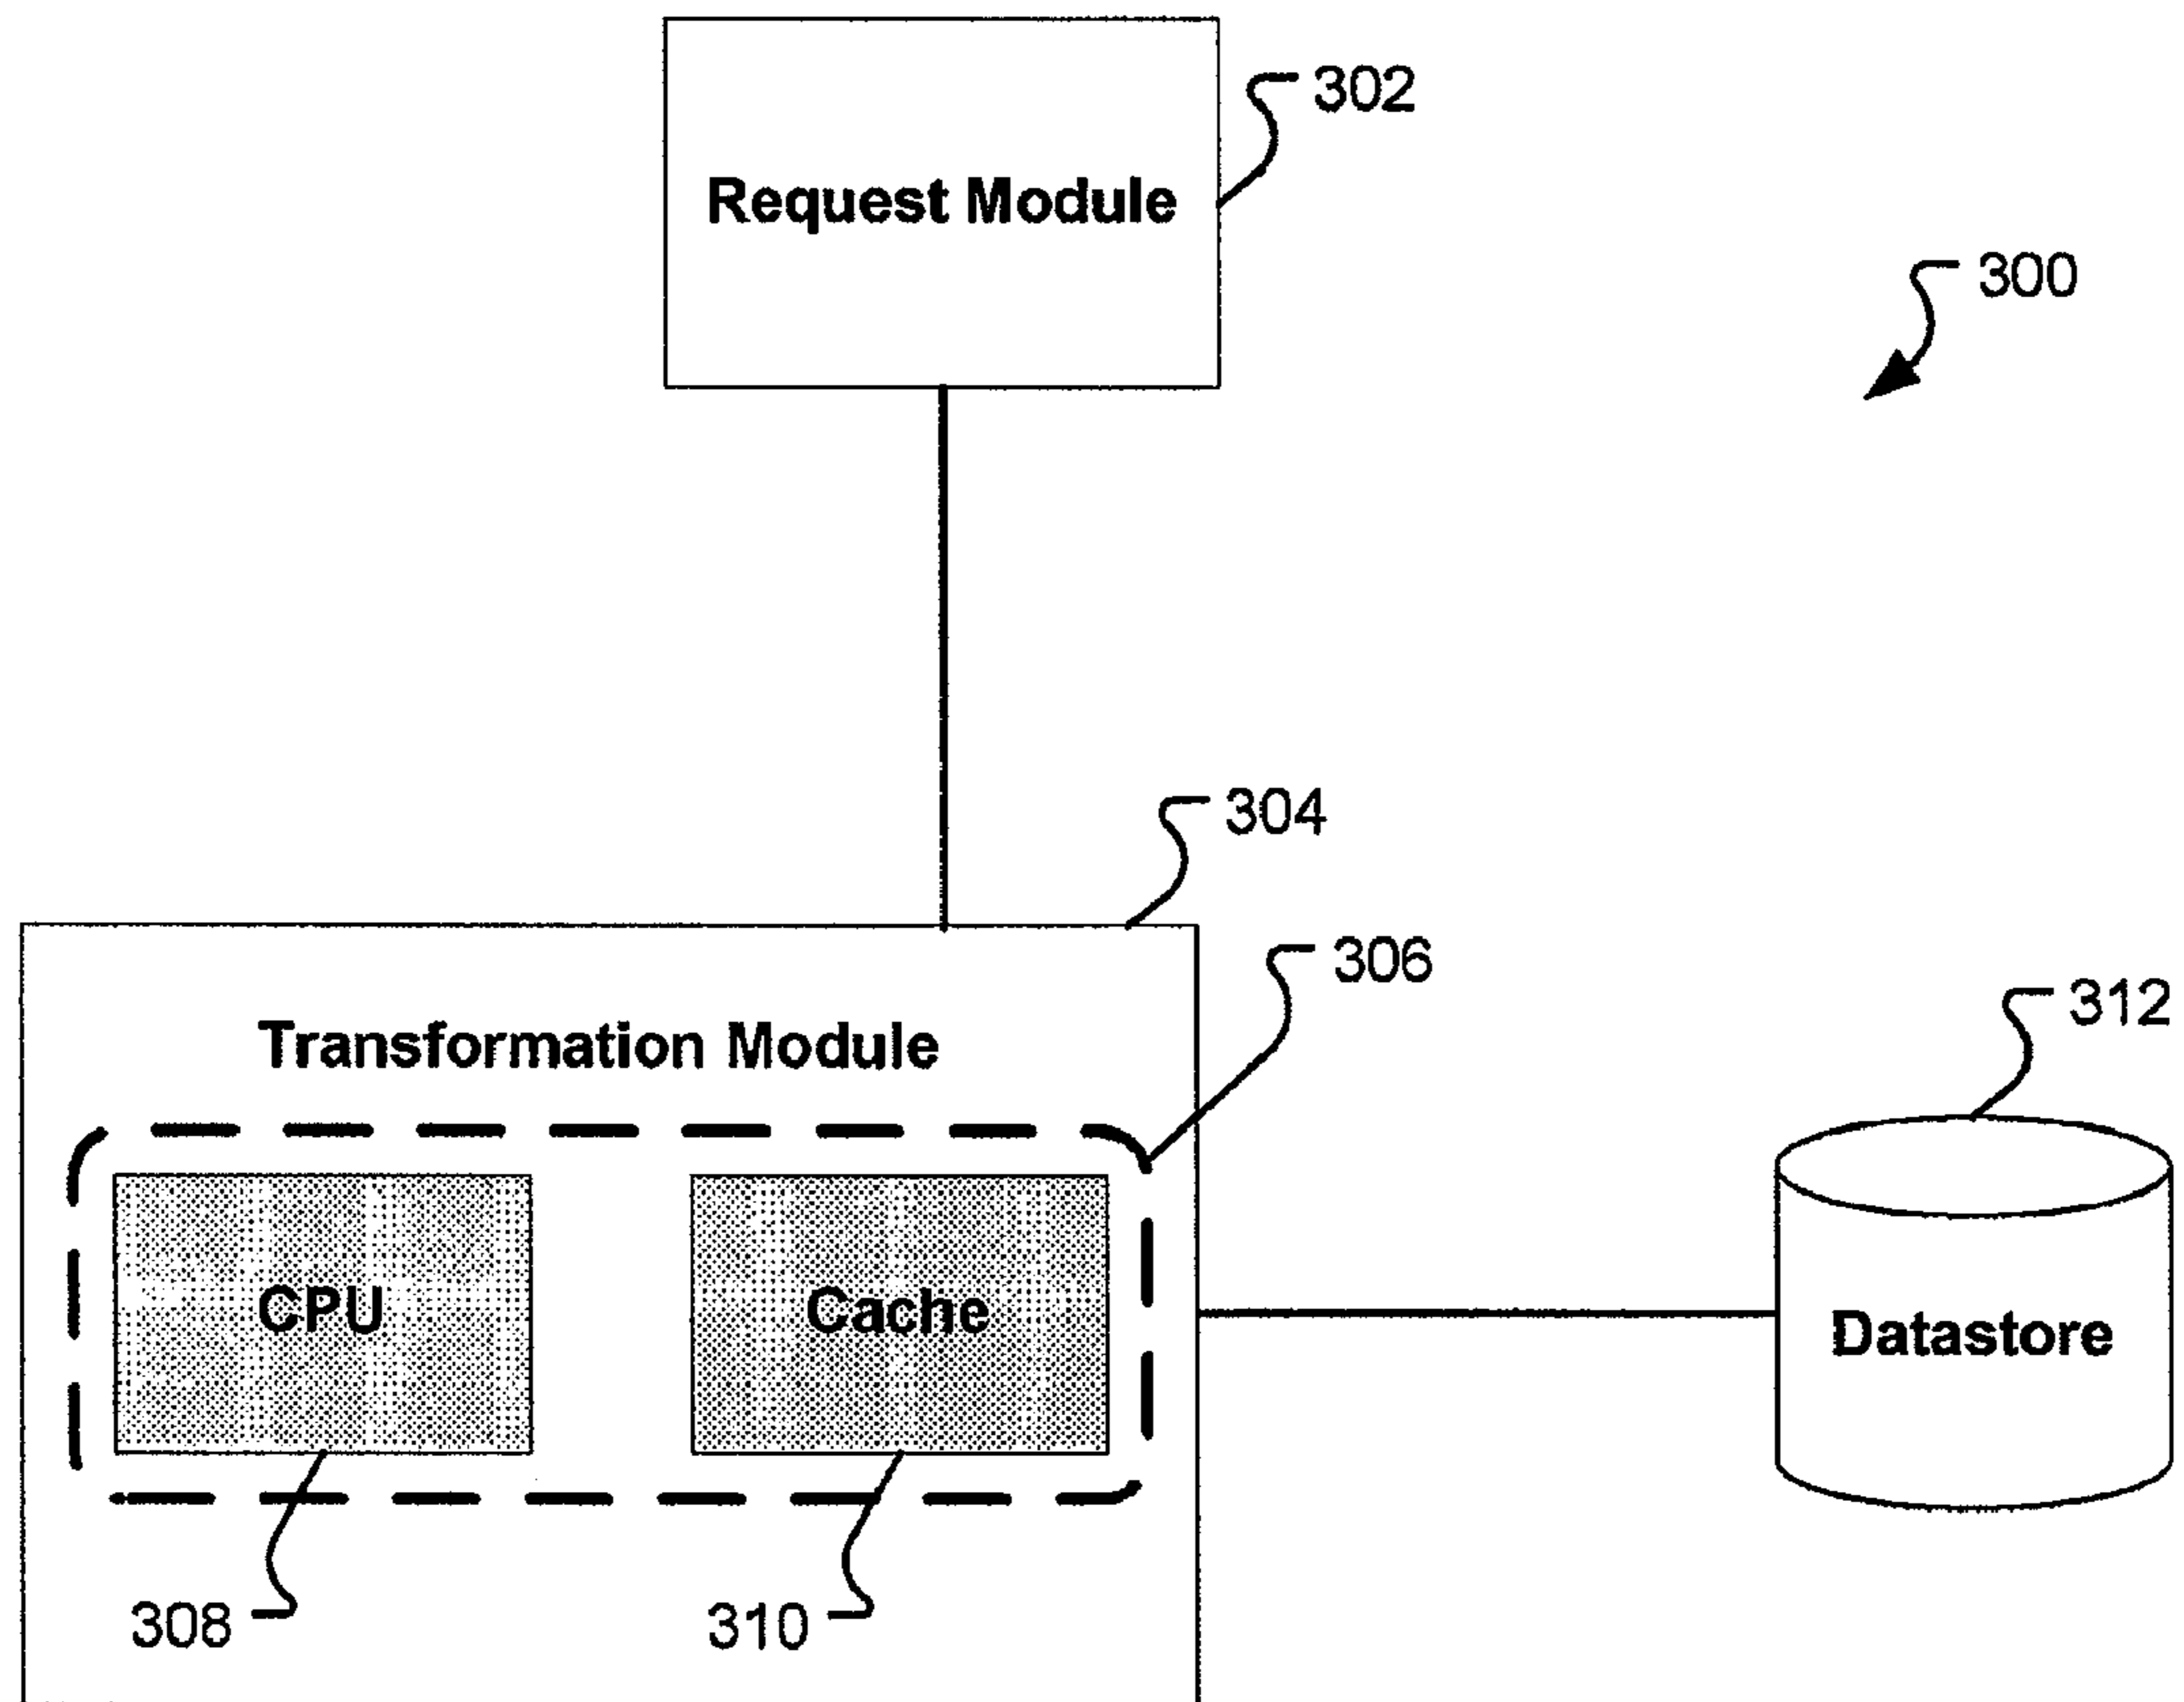 302
Request Module
300
304
306
312
Transformation Module
CPU
Cache
Datastore
308
310